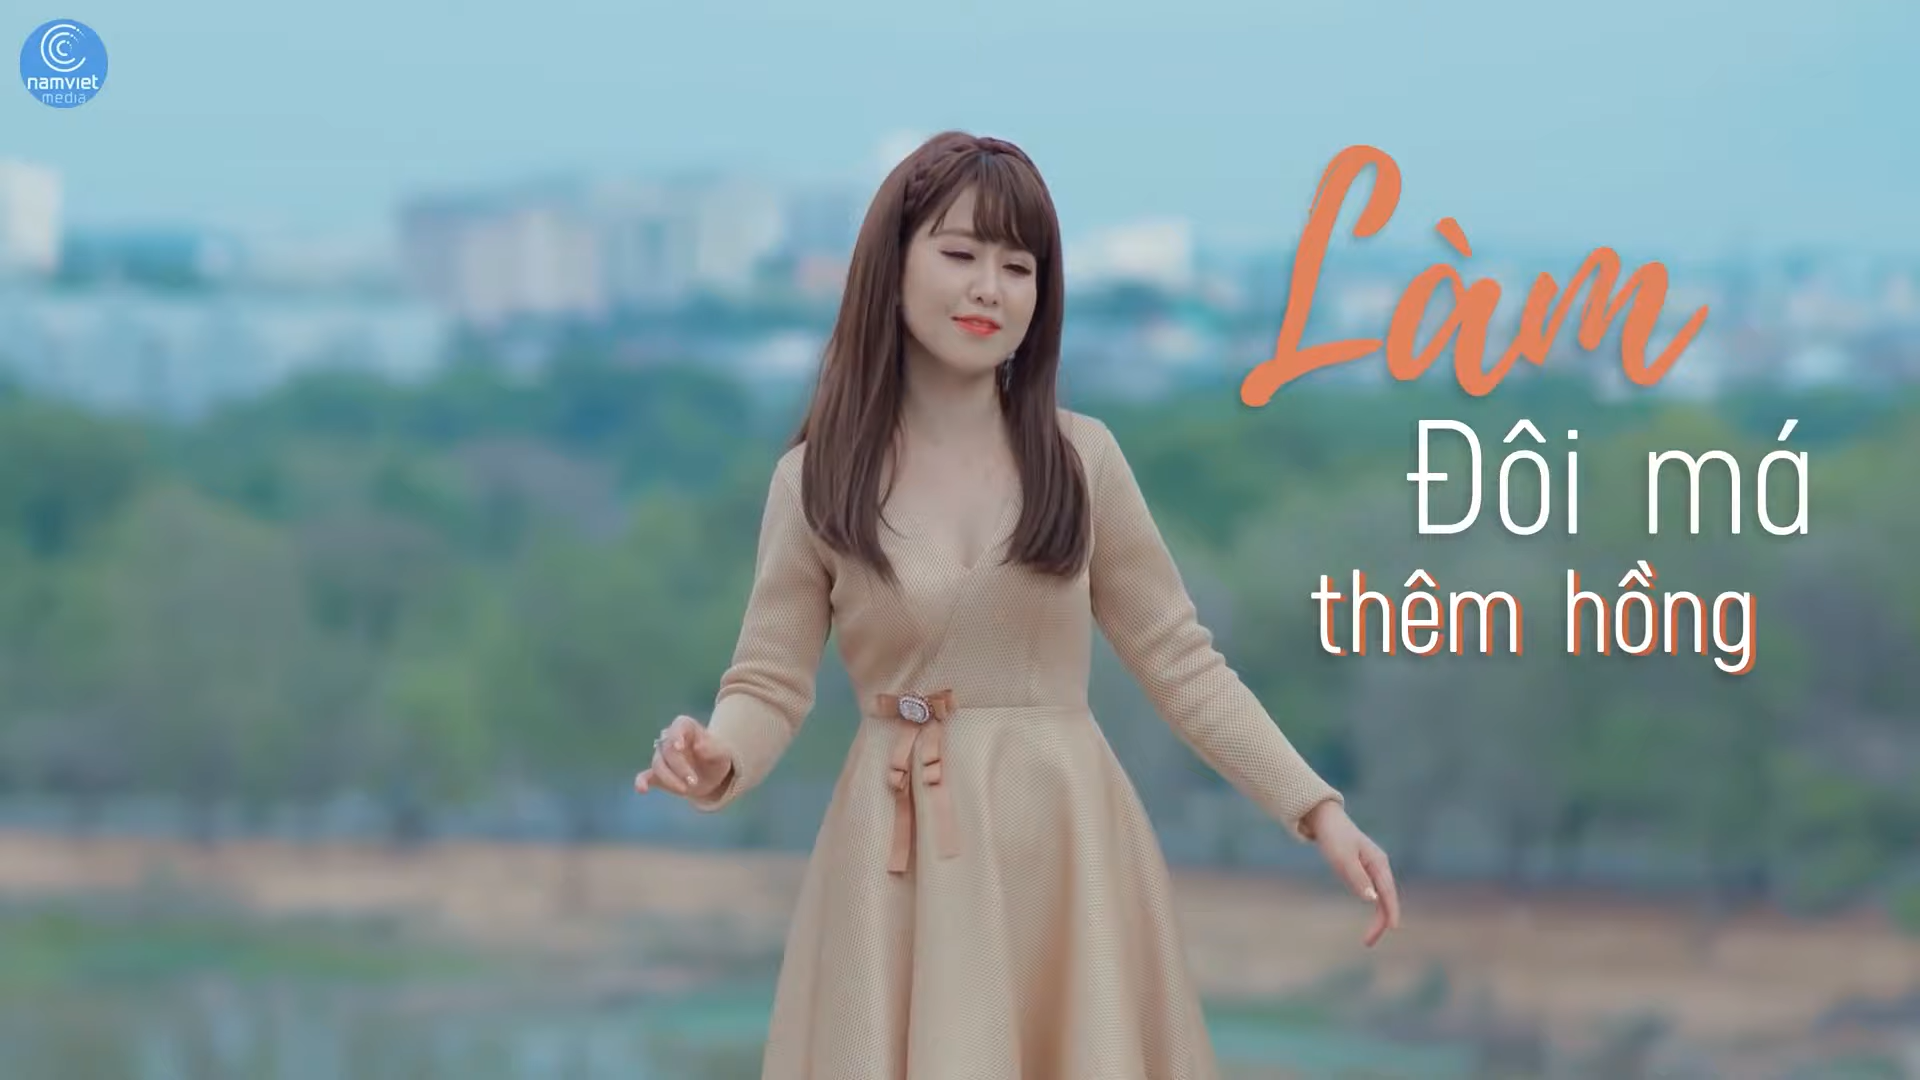 namviet
media
Làm
Đôi má
thêm hồng